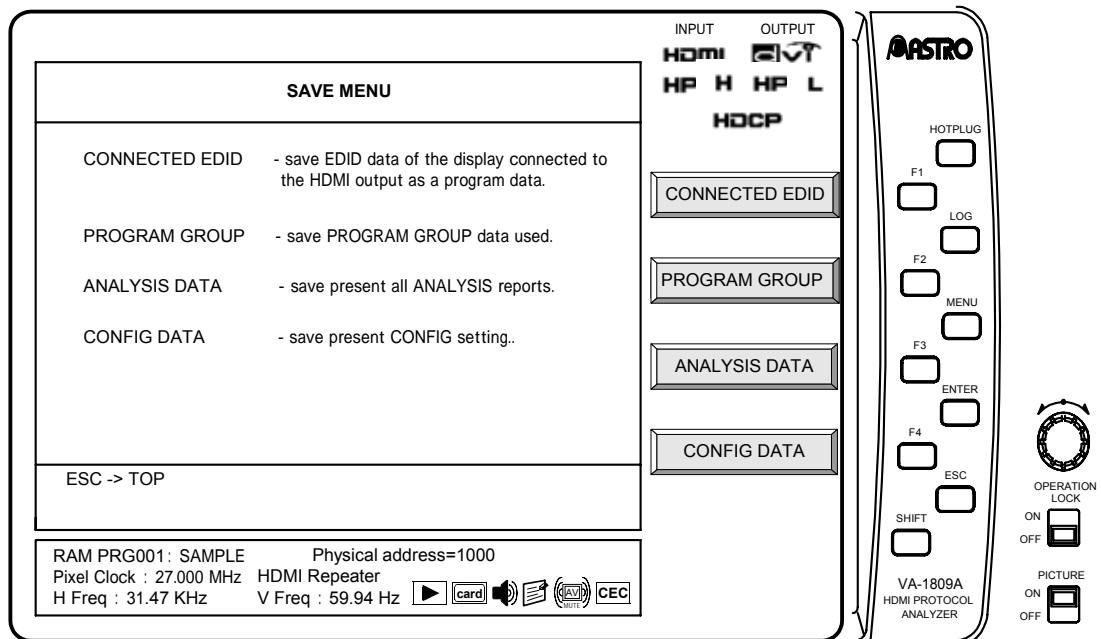 SAVE MENU
CONNECTED EDID - save EDID data of the display connected to
the HDMI output as a program data.
PROGRAM GROUP - save PROGRAM GROUP data used.
ANALYSIS DATA - save present all ANALYSIS reports.
CONFIG DATA - save present CONFIG setting..
ESC -> TOP
RAM PRG001: SAMPLE Physical address=1000
Pixel Clock : 27.000 MHz HDMI Repeater
H Freq : 31.47 KHz V Freq : 59.94 Hz
card
AV
MUTE
CEC
INPUT OUTPUT
HDMI DVI
HP H HP L
HDCP
CONNECTED EDID
PROGRAM GROUP
ANALYSIS DATA
CONFIG DATA
ASTRO
HOTPLUG
F1
LOG
F2
MENU
F3
ENTER
F4
ESC
SHIFT
VA-1809A
HDMI PROTOCOL
ANALYZER
OPERATION
LOCK
ON
OFF
PICTURE
ON
OFF